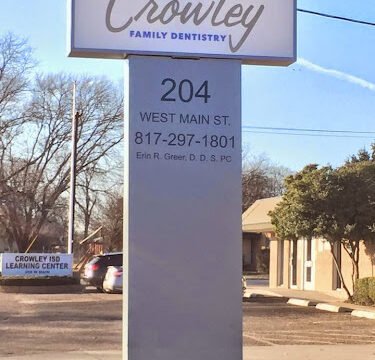 Crowley
FAMILY DENTISTRY
204
WEST MAIN ST.
817-297-1801
Erin R. Greer, D. D. S. PC
CROWLEY ISD
LEARNING CENTER